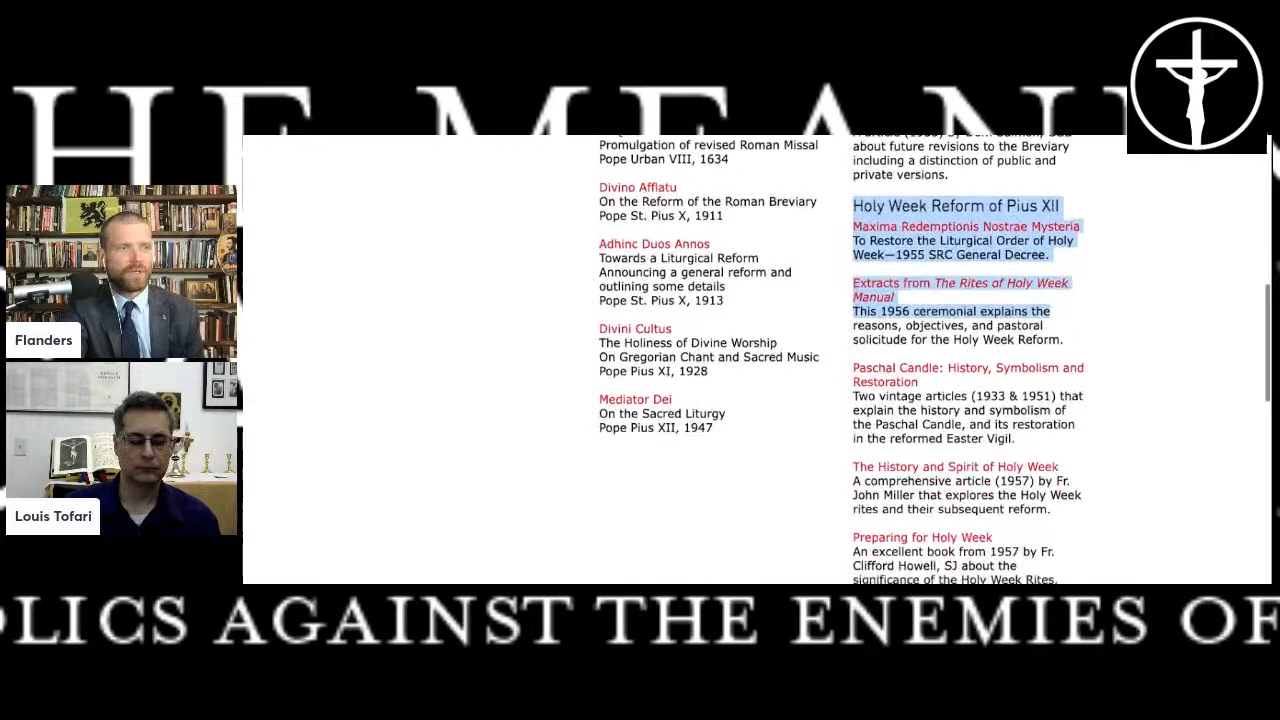 HE MEAN
Flanders
Louis Tofari
Promulgation of revised Roman Missal
Pope Urban VIII, 1634
Divino Afflatu
On the Reform of the Roman Breviary
Pope St. Pius X, 1911
Adhinc Duos Annos
Towards a Liturgical Reform
Announcing a general reform and
outlining some details
Pope St. Pius X, 1913
Divini Cultus
The Holiness of Divine Worship
On Gregorian Chant and Sacred Music
Pope Pius XI, 1928
Mediator Dei
On the Sacred Liturgy
Pope Pius XII, 1947
about future revisions to the Breviary
including a distinction of public and
private versions.
Holy Week Reform of Pius XII
Maxima Redemptionis Nostrae Mysteria
To Restore the Liturgical Order of Holy
Week—1955 SRC General Decree.
Extracts from The Rites of Holy Week
Manual
This 1956 ceremonial explains the
reasons, objectives, and pastoral
solicitude for the Holy Week Reform.
Paschal Candle: History, Symbolism and
Restoration
Two vintage articles (1933 & 1951) that
explain the history and symbolism of
the Paschal Candle, and its restoration
in the reformed Easter Vigil.
The History and Spirit of Holy Week
A comprehensive article (1957) by Fr.
John Miller that explores the Holy Week
rites and their subsequent reform.
Preparing for Holy Week
An excellent book from 1957 by Fr.
Clifford Howell, SJ about the
significance of the Holy Week Rites,
OLICS AGAINST THE ENEMIES OF